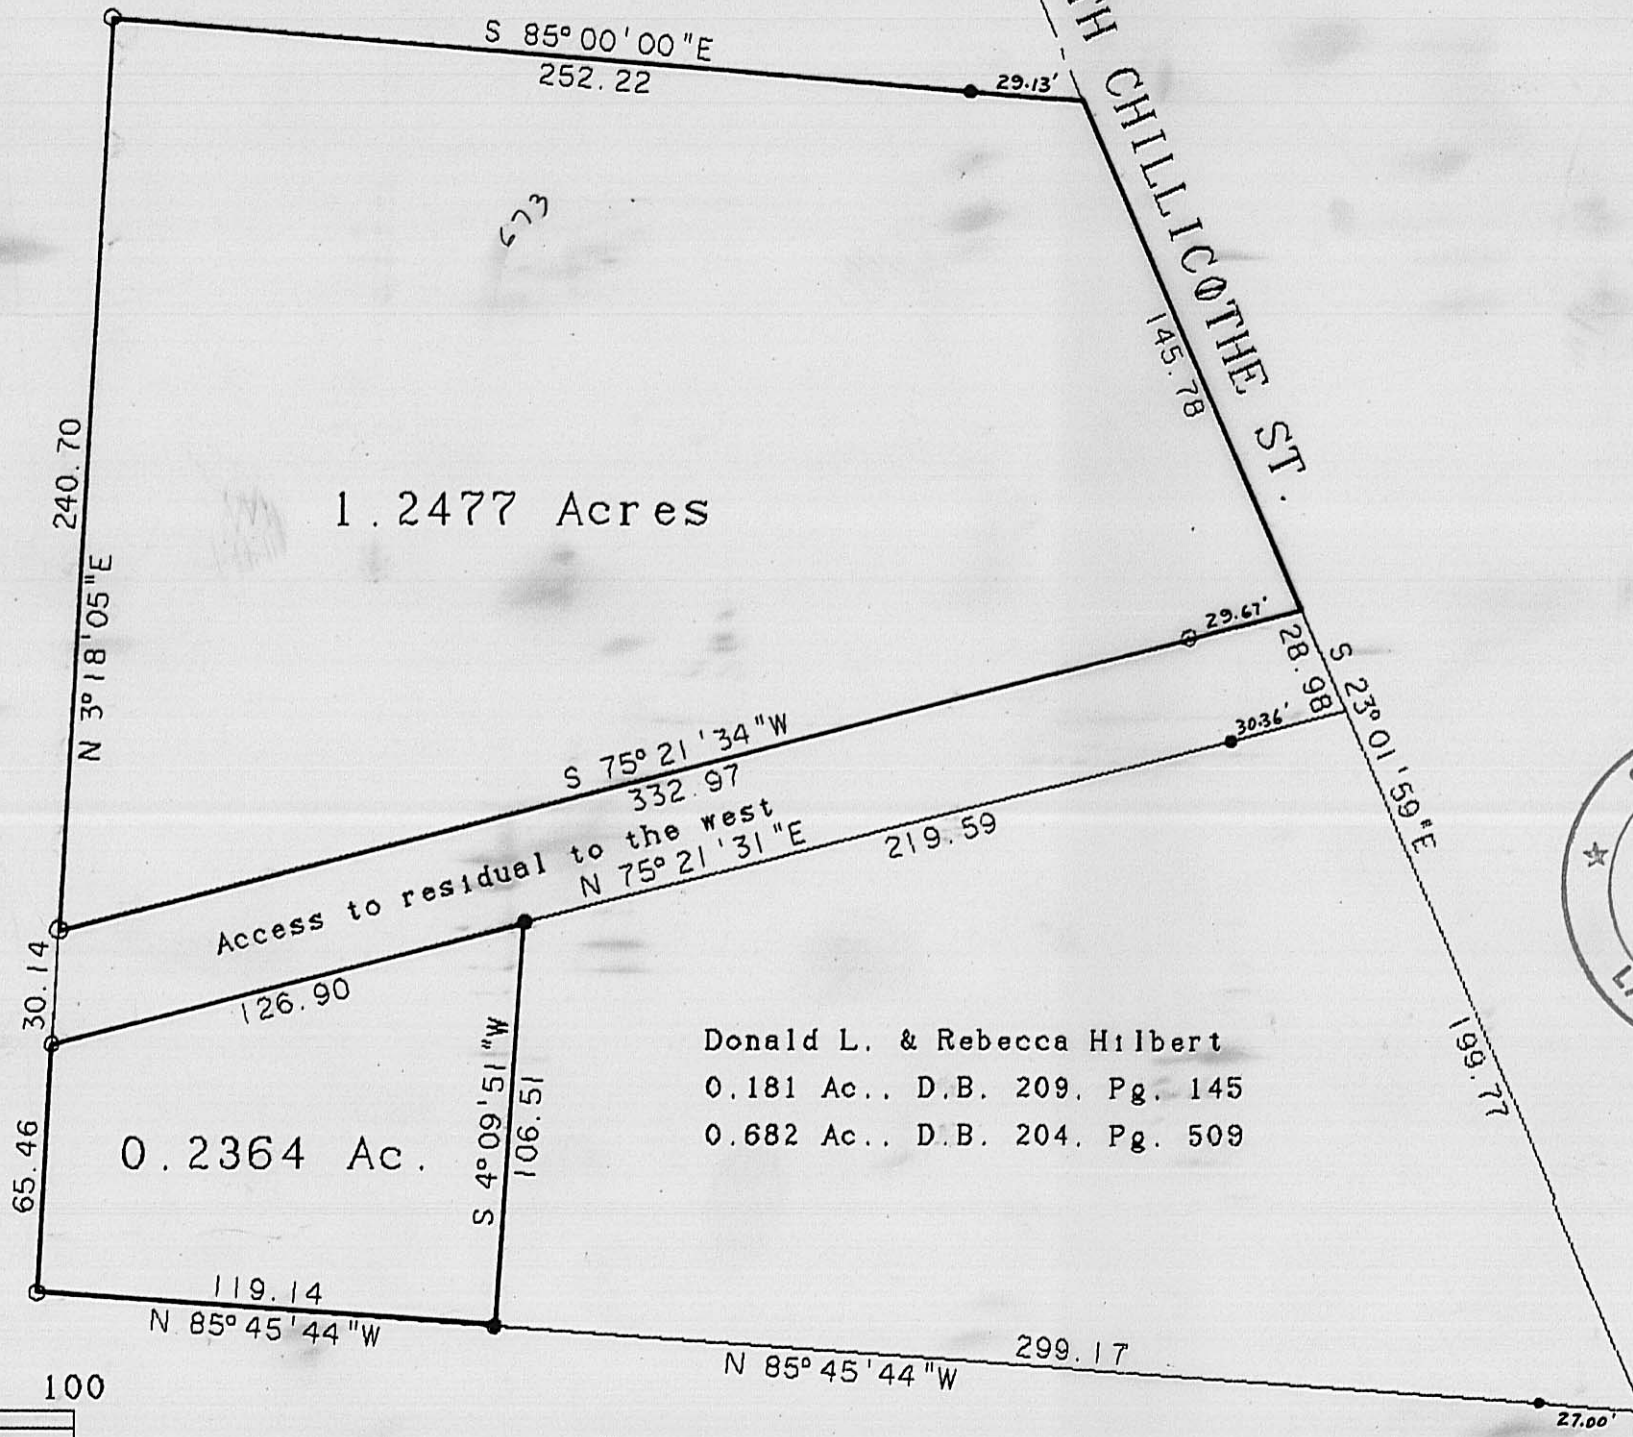 S 85°00'00"E
252.22
29.13'
TH CHILLICOTHE ST.
673
145.78
240.70
N 3°18'05"E
1.2477 Acres
29.67'
28.98
S 23°01'59"E
30.36'
S 75°21'34"W
332.97
Access to residual to the west
N 75°21'31"E
219.59
30.14
126.90
199.77
65.46
0.2364 Ac.
S 4°09'51"W
106.51
Donald L. & Rebecca Hilbert
0.181 Ac.. D.B. 209. Pg. 145
0.682 Ac.. D.B. 204. Pg. 509
119.14
N 85°45'44"W
299.17
N 85°45'44"W
27.00'
100